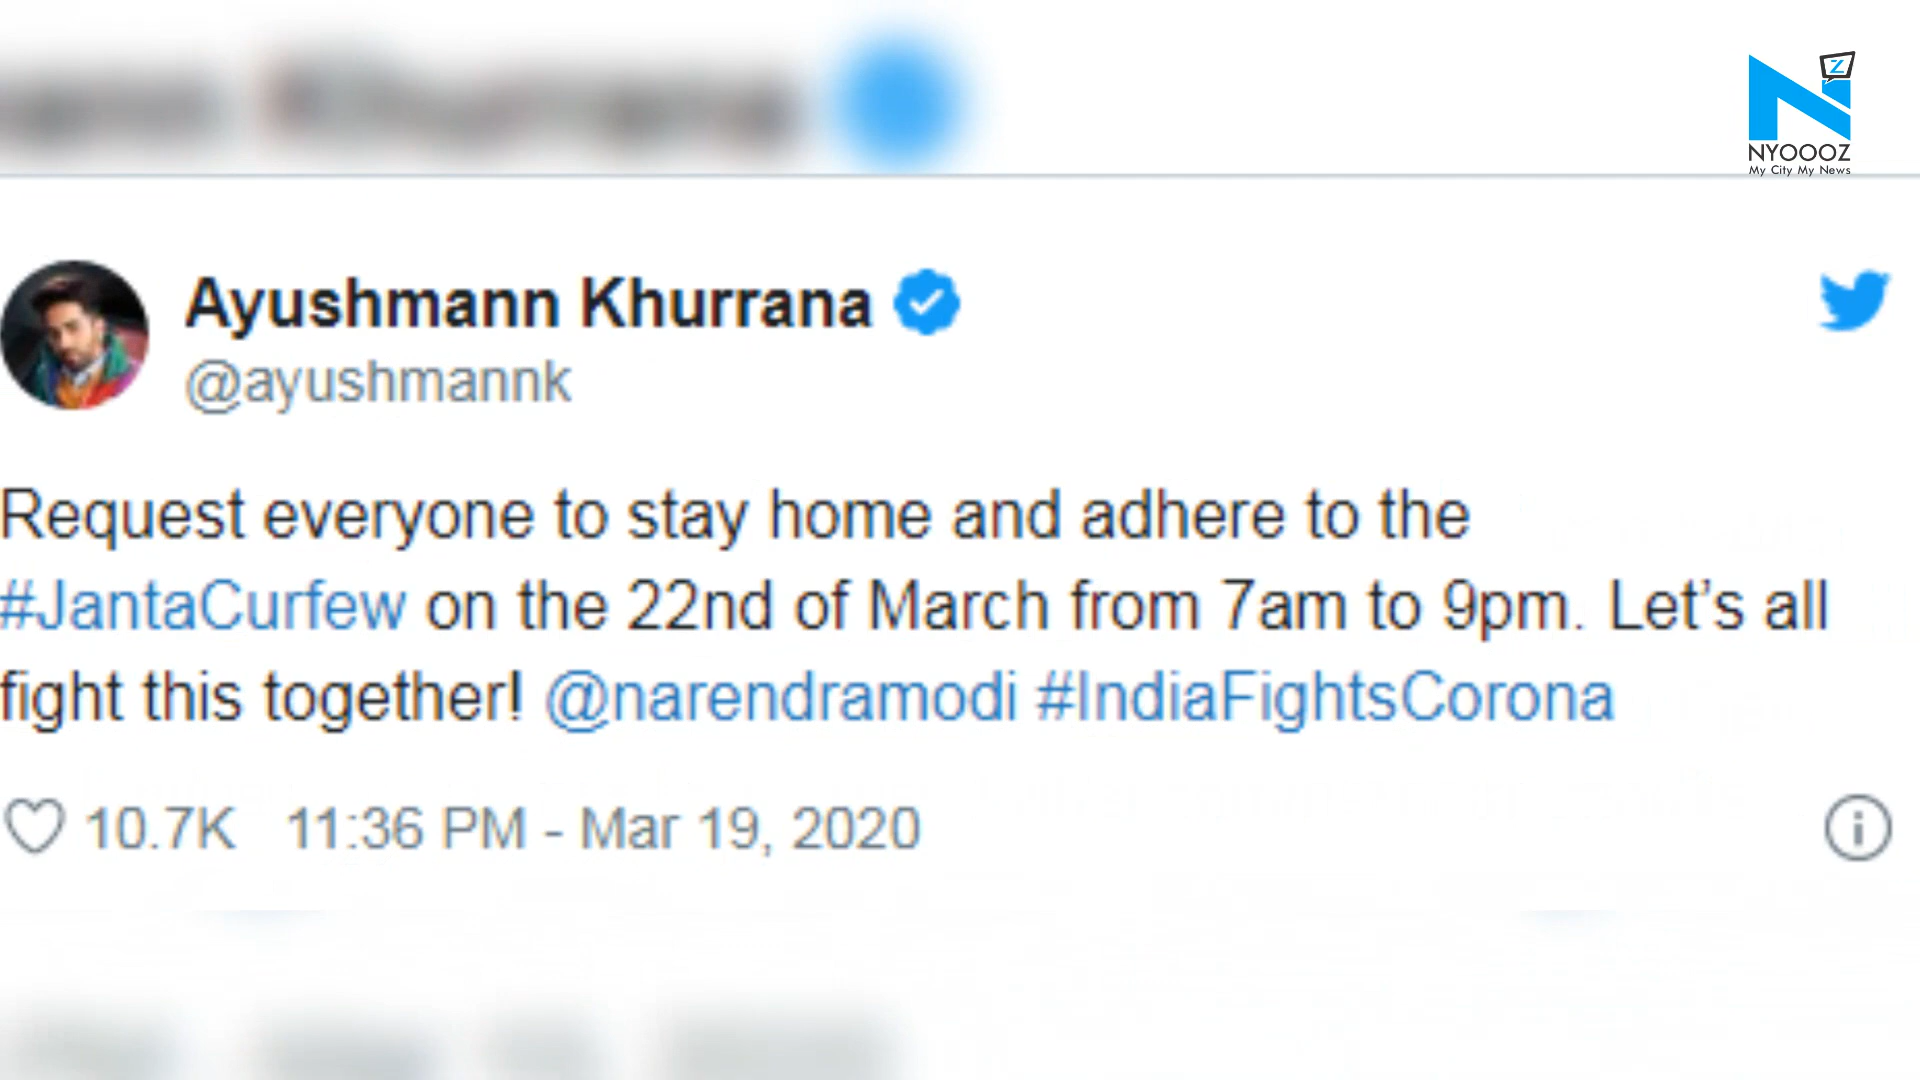 Z
NYOOOZ
My City My News
Ayushmann Khurrana
@ayushmannk
Request everyone to stay home and adhere to the
#JantaCurfew on the 22nd of March from 7am to 9pm. Let’s all
fight this together! @narendramodi #IndiaFightsCorona
10.7K 11:36 PM - Mar 19, 2020